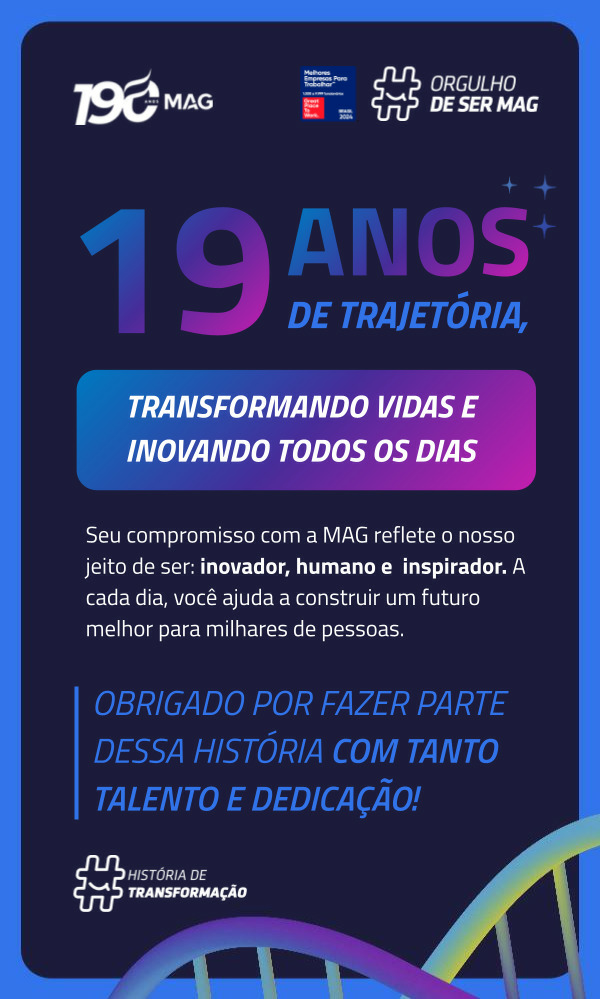 190 ANOS MAG
Melhores
Empresas Para
Trabalhar™
Great
Place
To
Work.
BRASIL
2024
ORGULHO
DE SER MAG
19 ANOS
DE TRAJETÓRIA,
TRANSFORMANDO VIDAS E
INOVANDO TODOS OS DIAS
Seu compromisso com a MAG reflete o nosso
jeito de ser: inovador, humano e  inspirador. A
cada dia, você ajuda a construir um futuro
melhor para milhares de pessoas.
OBRIGADO POR FAZER PARTE
DESSA HISTÓRIA COM TANTO
TALENTO E DEDICAÇÃO!
HISTÓRIA DE
TRANSFORMAÇÃO